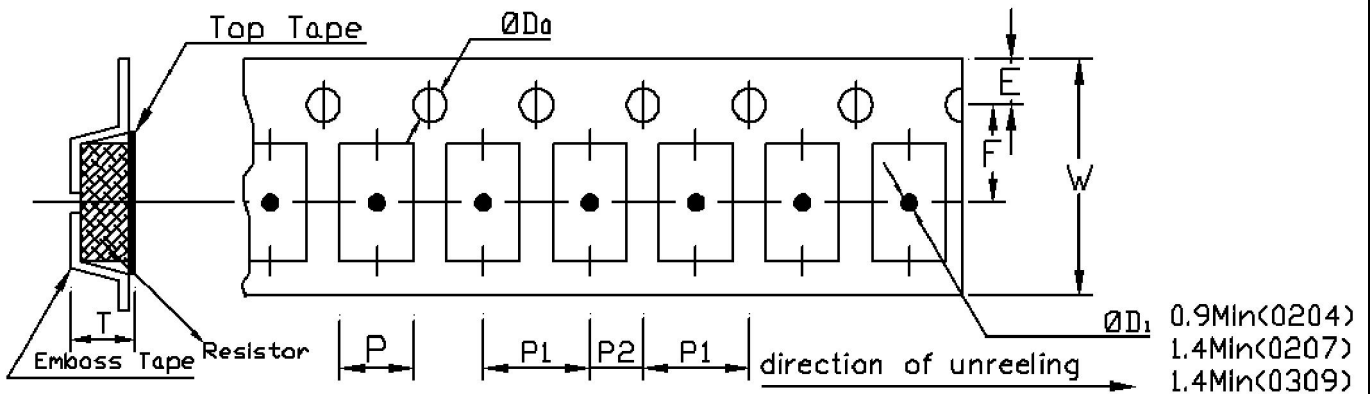 Top Tape
ØDo
E
F
W
T
Emboss Tape
Resistor
P
P1
P2
P1
direction of unreeling
ØD₁
0.9Min(0204)
1.4Min(0207)
1.4Min(0309)